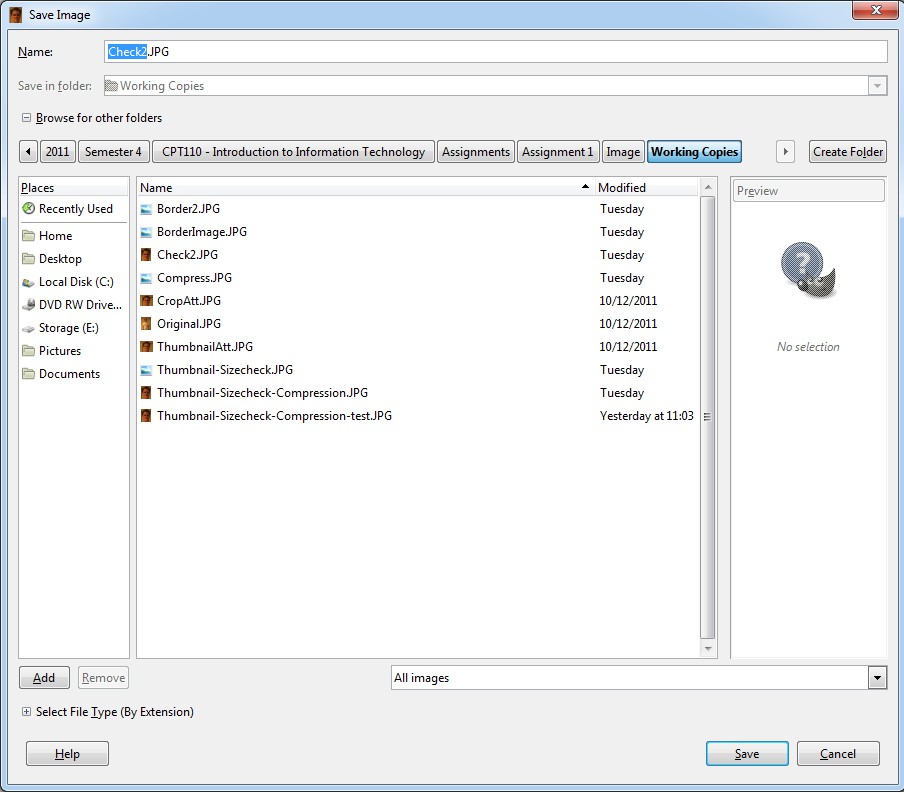 Save Image
Name: Check2.JPG
Save in folder: Working Copies
Browse for other folders
2011 Semester 4 CPT110 - Introduction to Information Technology Assignments Assignment 1 Image Working Copies Create Folder
Places Name Modified Preview
Recently Used Border2.JPG Tuesday
Home BorderImage.JPG Tuesday
Desktop Check2.JPG Tuesday
Local Disk (C:) Compress.JPG Tuesday
DVD RW Drive... CropAtt.JPG 10/12/2011
Storage (E:) Original.JPG 10/12/2011
Pictures ThumbnailAtt.JPG 10/12/2011 No selection
Documents Thumbnail-Sizecheck.JPG Tuesday
Thumbnail-Sizecheck-Compression.JPG Tuesday
Thumbnail-Sizecheck-Compression-test.JPG Yesterday at 11:03
Add Remove All images
Select File Type (By Extension)
Help Save Cancel